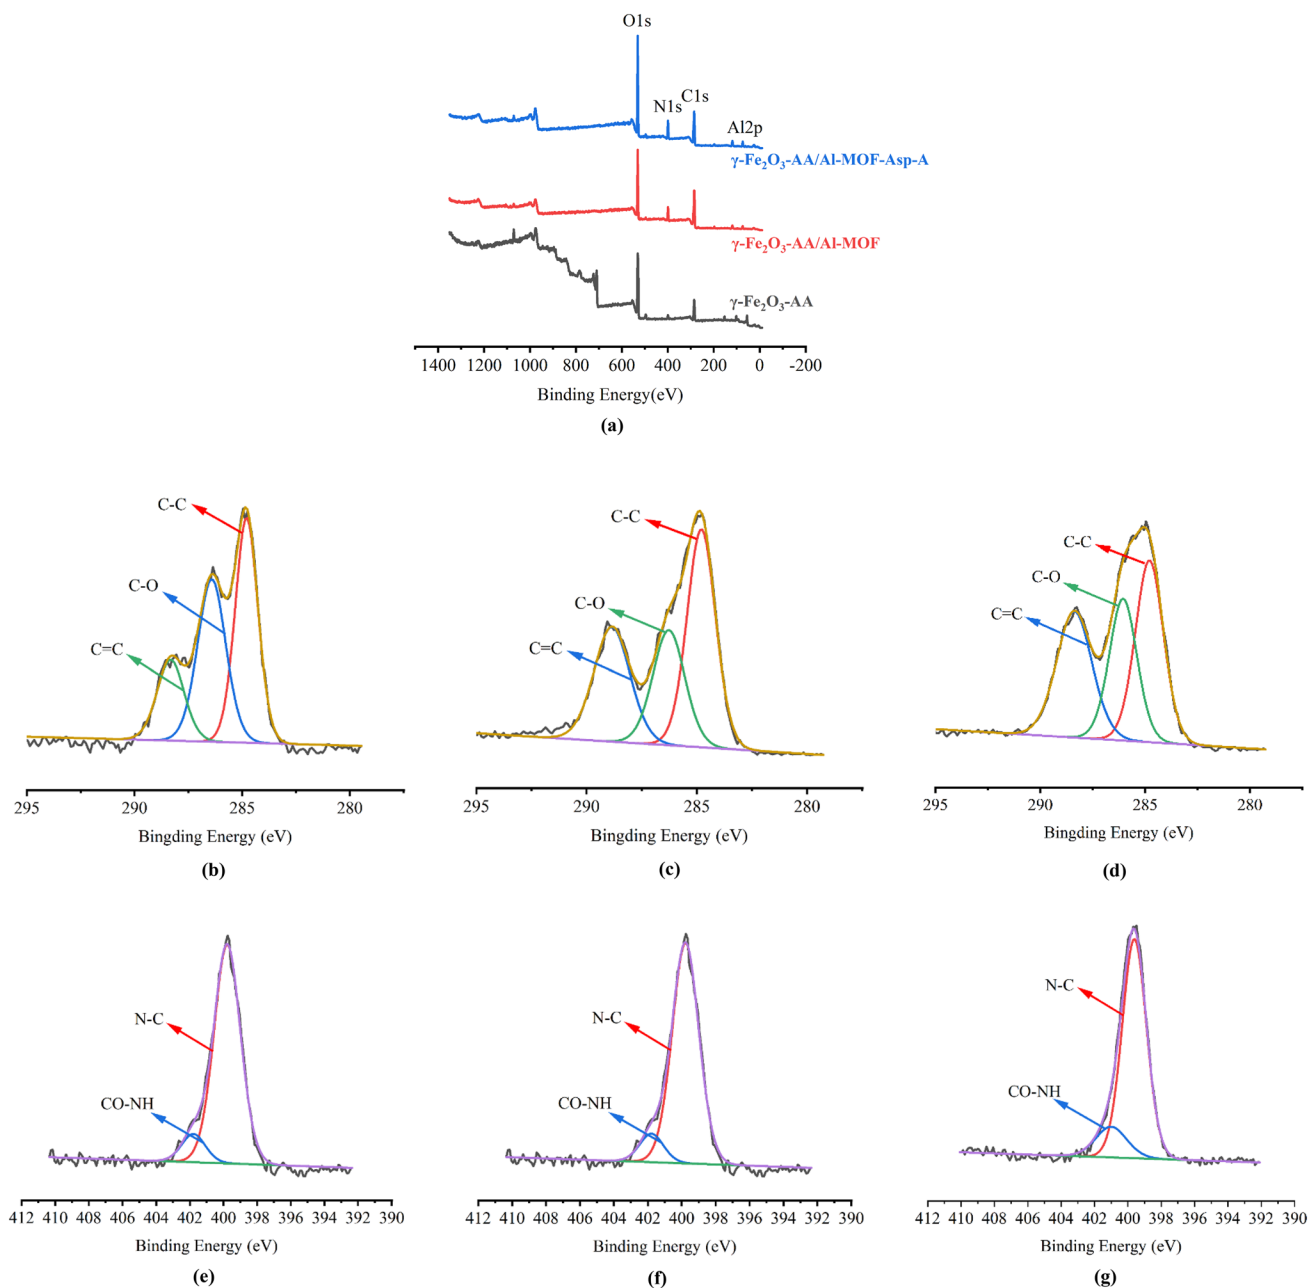 O1s
N1s
C1s
Al2p
γ-Fe₂O₃-AA/Al-MOF-Asp-A
γ-Fe₂O₃-AA/Al-MOF
γ-Fe₂O₃-AA
1400 1200 1000 800 600 400 200 0 -200
Binding Energy(eV)
(a)
C-C
C-O
C=C
295 290 285 280
Bingding Energy (eV)
(b)
C-C
C-O
C=C
295 290 285 280
Bingding Energy (eV)
(c)
C-C
C-O
C=C
295 290 285 280
Bingding Energy (eV)
(d)
N-C
CO-NH
412 410 408 406 404 402 400 398 396 394 392 390
Binding Energy (eV)
(e)
N-C
CO-NH
412 410 408 406 404 402 400 398 396 394 392 390
Binding Energy (eV)
(f)
N-C
CO-NH
412 410 408 406 404 402 400 398 396 394 392 390
Binding Energy (eV)
(g)